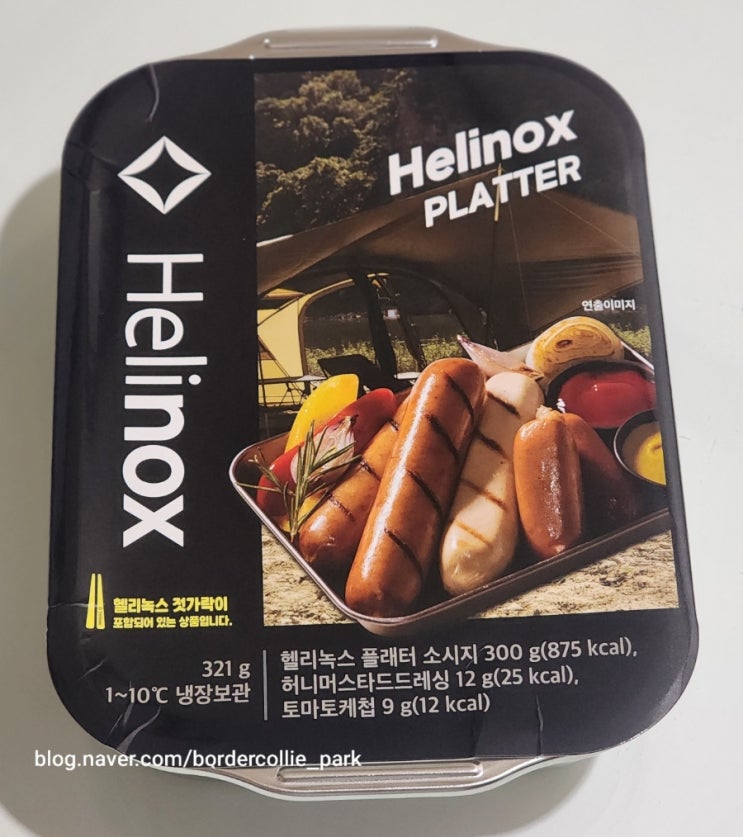 Helinox
PLATTER
연출이미지
Helinox
헬리녹스 젓가락이
포함되어 있는 상품입니다.
321 g
1~10℃ 냉장보관
헬리녹스 플래터 소시지 300 g(875 kcal),
허니머스타드드레싱 12 g(25 kcal),
토마토케첩 9 g(12 kcal)
blog.naver.com/bordercollie_park